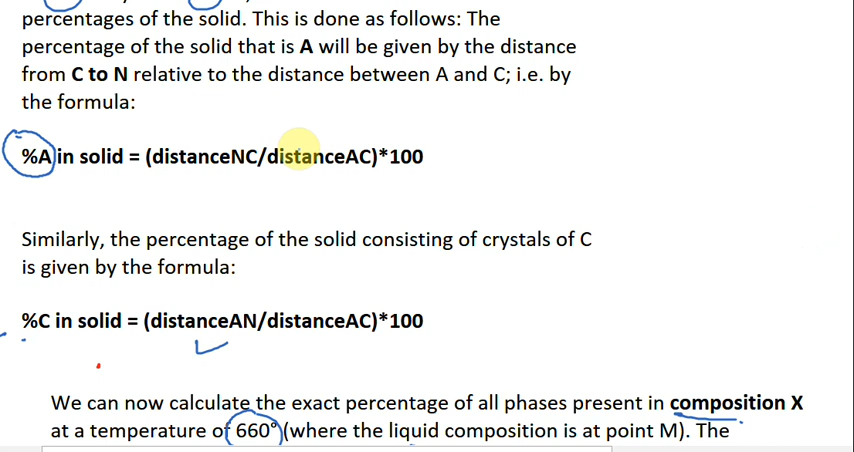 percentages of the solid. This is done as follows: The
percentage of the solid that is A will be given by the distance
from C to N relative to the distance between A and C; i.e. by
the formula:
%A in solid = (distanceNC/distanceAC)*100
Similarly, the percentage of the solid consisting of crystals of C
is given by the formula:
%C in solid = (distanceAN/distanceAC)*100
We can now calculate the exact percentage of all phases present in composition X
at a temperature of 660° (where the liquid composition is at point M). The